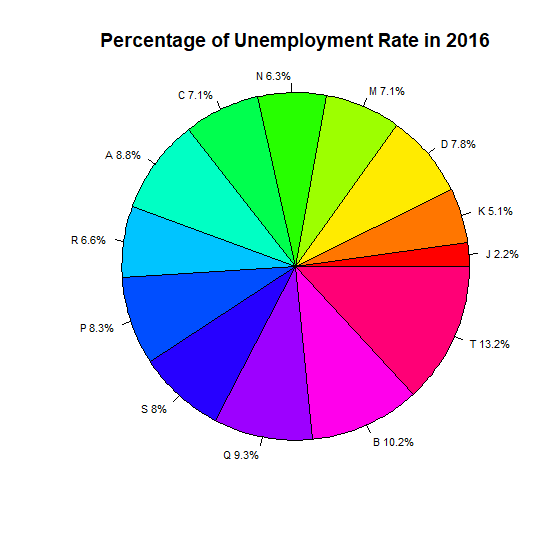 Percentage of Unemployment Rate in 2016
N 6.3%
M 7.1%
C 7.1%
D 7.8%
A 8.8%
K 5.1%
R 6.6%
J 2.2%
P 8.3%
T 13.2%
S 8%
B 10.2%
Q 9.3%